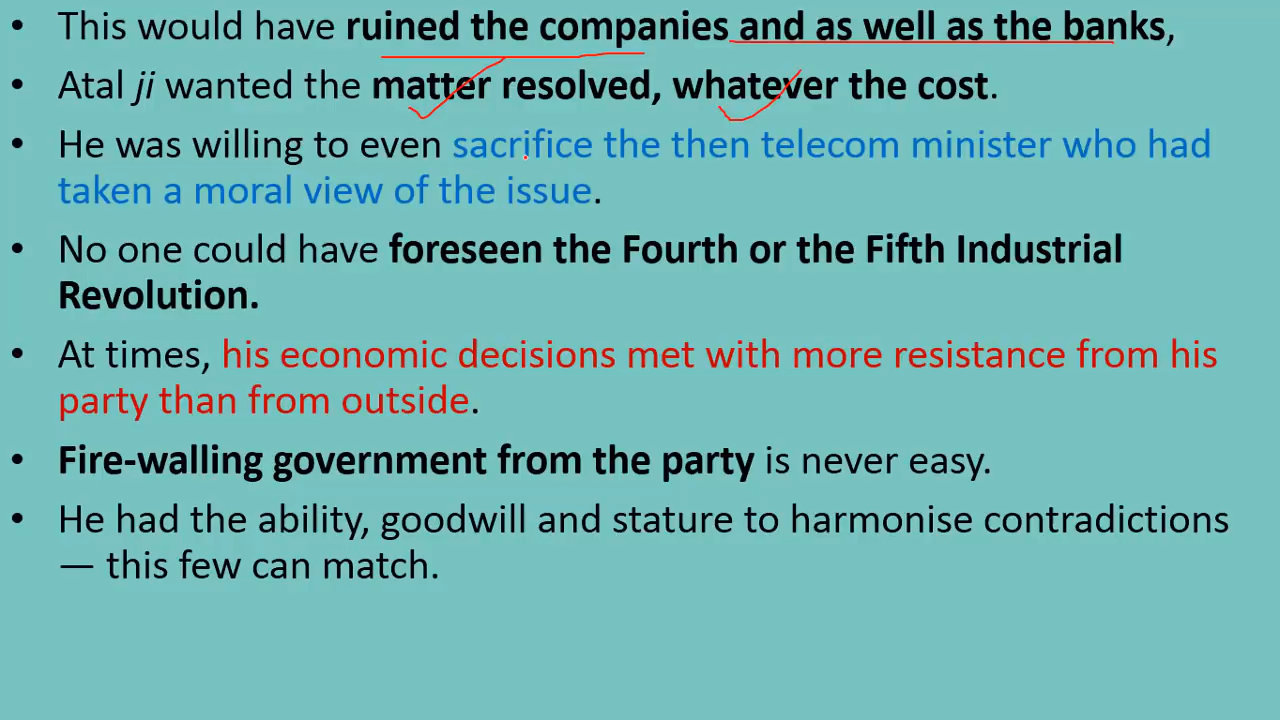 • This would have ruined the companies and as well as the banks,
• Atal ji wanted the matter resolved, whatever the cost.
• He was willing to even sacrifice the then telecom minister who had
taken a moral view of the issue.
• No one could have foreseen the Fourth or the Fifth Industrial
Revolution.
• At times, his economic decisions met with more resistance from his
party than from outside.
• Fire-walling government from the party is never easy.
• He had the ability, goodwill and stature to harmonise contradictions
— this few can match.